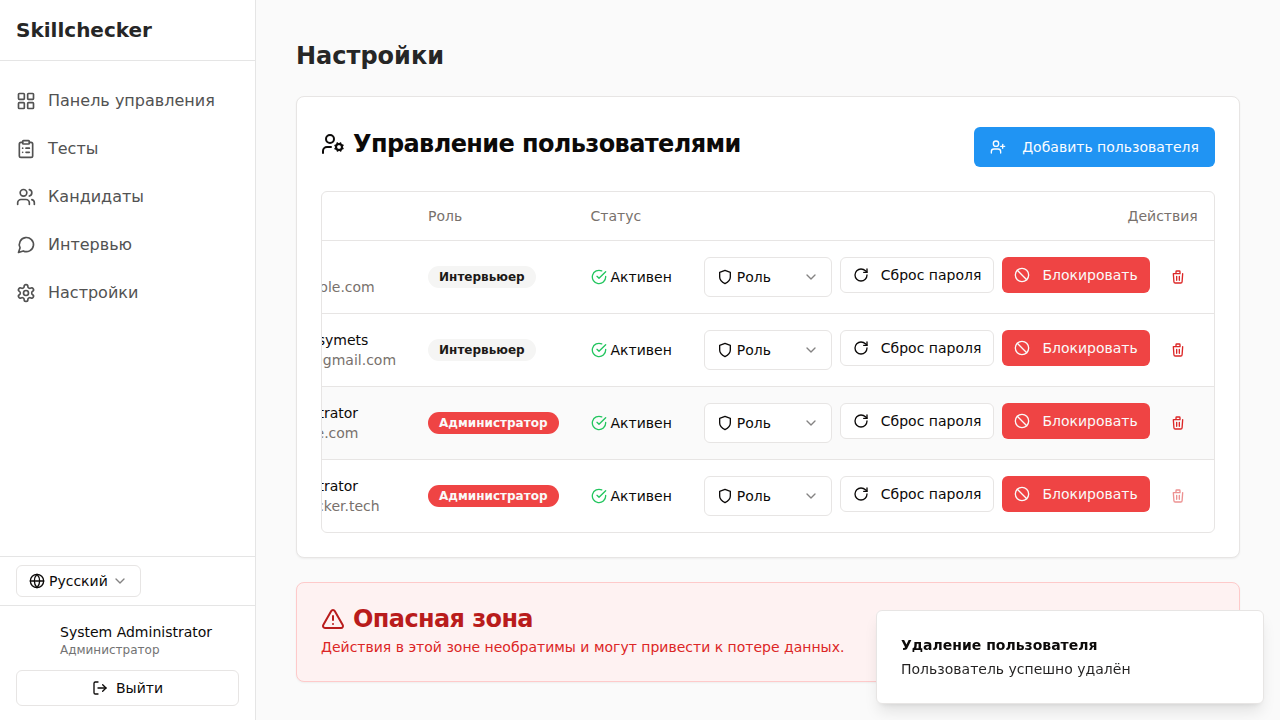 Skillchecker
Панель управления
Тесты
Кандидаты
Интервью
Настройки
Русский
System Administrator
Администратор
Выйти
Настройки
Управление пользователями
Добавить пользователя
Роль Статус Действия
Интервьюер Активен Роль Сброс пароля Блокировать
ple.com
symets
Интервьюер Активен Роль Сброс пароля Блокировать
gmail.com
trator
Администратор Активен Роль Сброс пароля Блокировать
e.com
trator
Администратор Активен Роль Сброс пароля Блокировать
cker.tech
Опасная зона
Действия в этой зоне необратимы и могут привести к потере данных.
Удаление пользователя
Пользователь успешно удалён